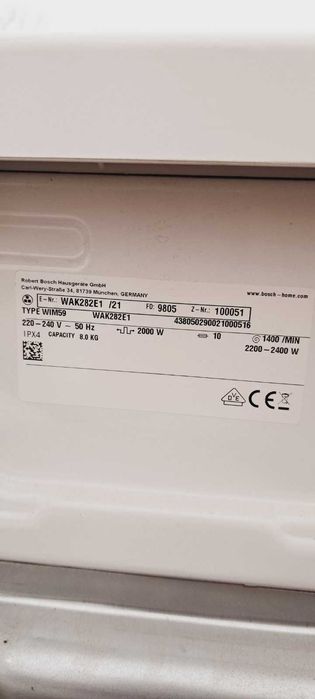 Robert Bosch Hausgeräte GmbH
Carl-Wery-Straße 34, 81739 München, GERMANY
www.bosch-home.com
E-Nr. WAK282E1 /21 FD. 9805 Z-Nr. 100051
TYPE WIM59 WAK282E1 438050290021000516
220-240 V ~ 50 Hz 2000 W 10 1400 /MIN
IPX4 CAPACITY 8.0 KG 2200-2400 W
DVE CE